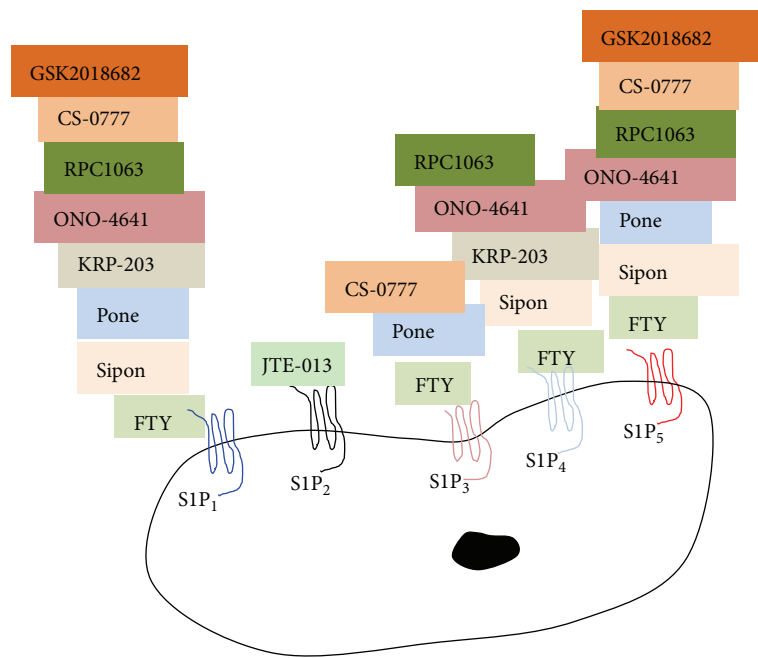 GSK2018682
CS-0777
RPC1063
ONO-4641
KRP-203
Pone
Sipon
FTY
S1P₁
JTE-013
S1P₂
CS-0777
Pone
FTY
S1P₃
RPC1063
ONO-4641
KRP-203
Sipon
FTY
S1P₄
GSK2018682
CS-0777
RPC1063
ONO-4641
Pone
Sipon
FTY
S1P₅